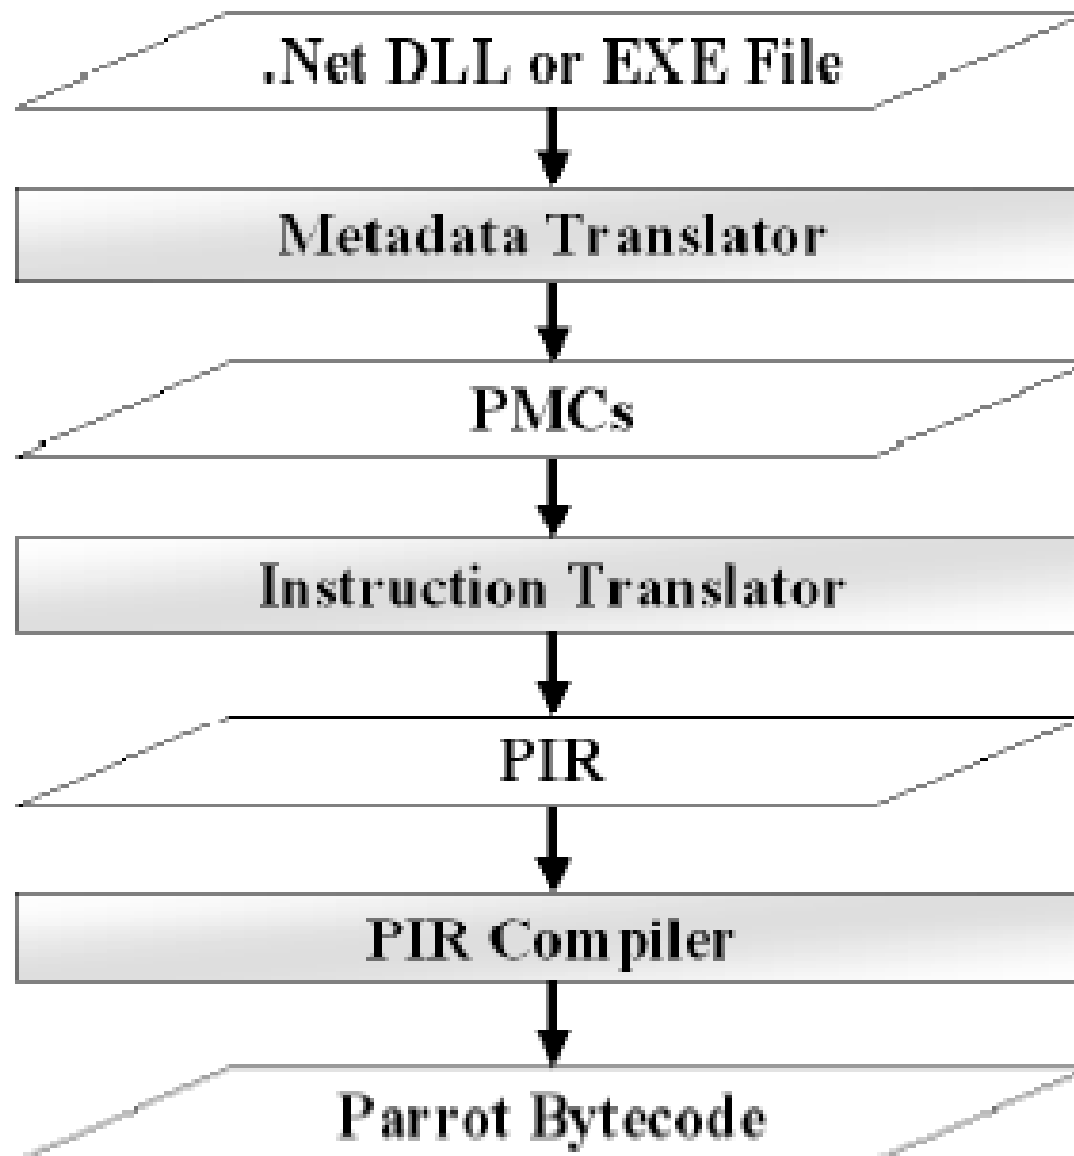 .Net DLL or EXE File
Metadata Translator
PMCs
Instruction Translator
PIR
PIR Compiler
Parrot Bytecode